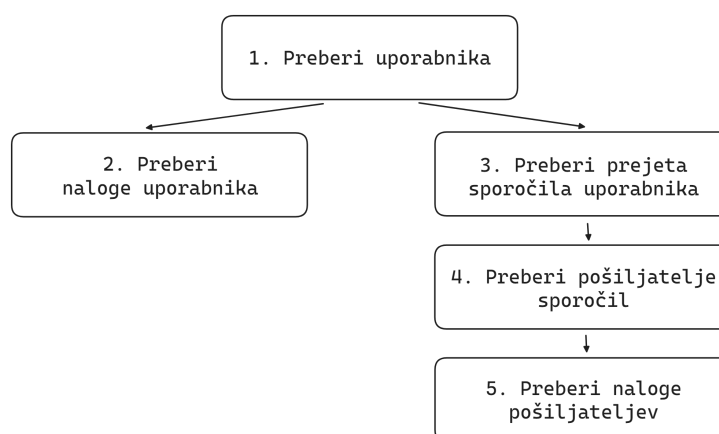 1. Preberi uporabnika
2. Preberi
naloge uporabnika
3. Preberi prejeta
sporočila uporabnika
4. Preberi pošiljatelje
sporočil
5. Preberi naloge
pošiljateljev